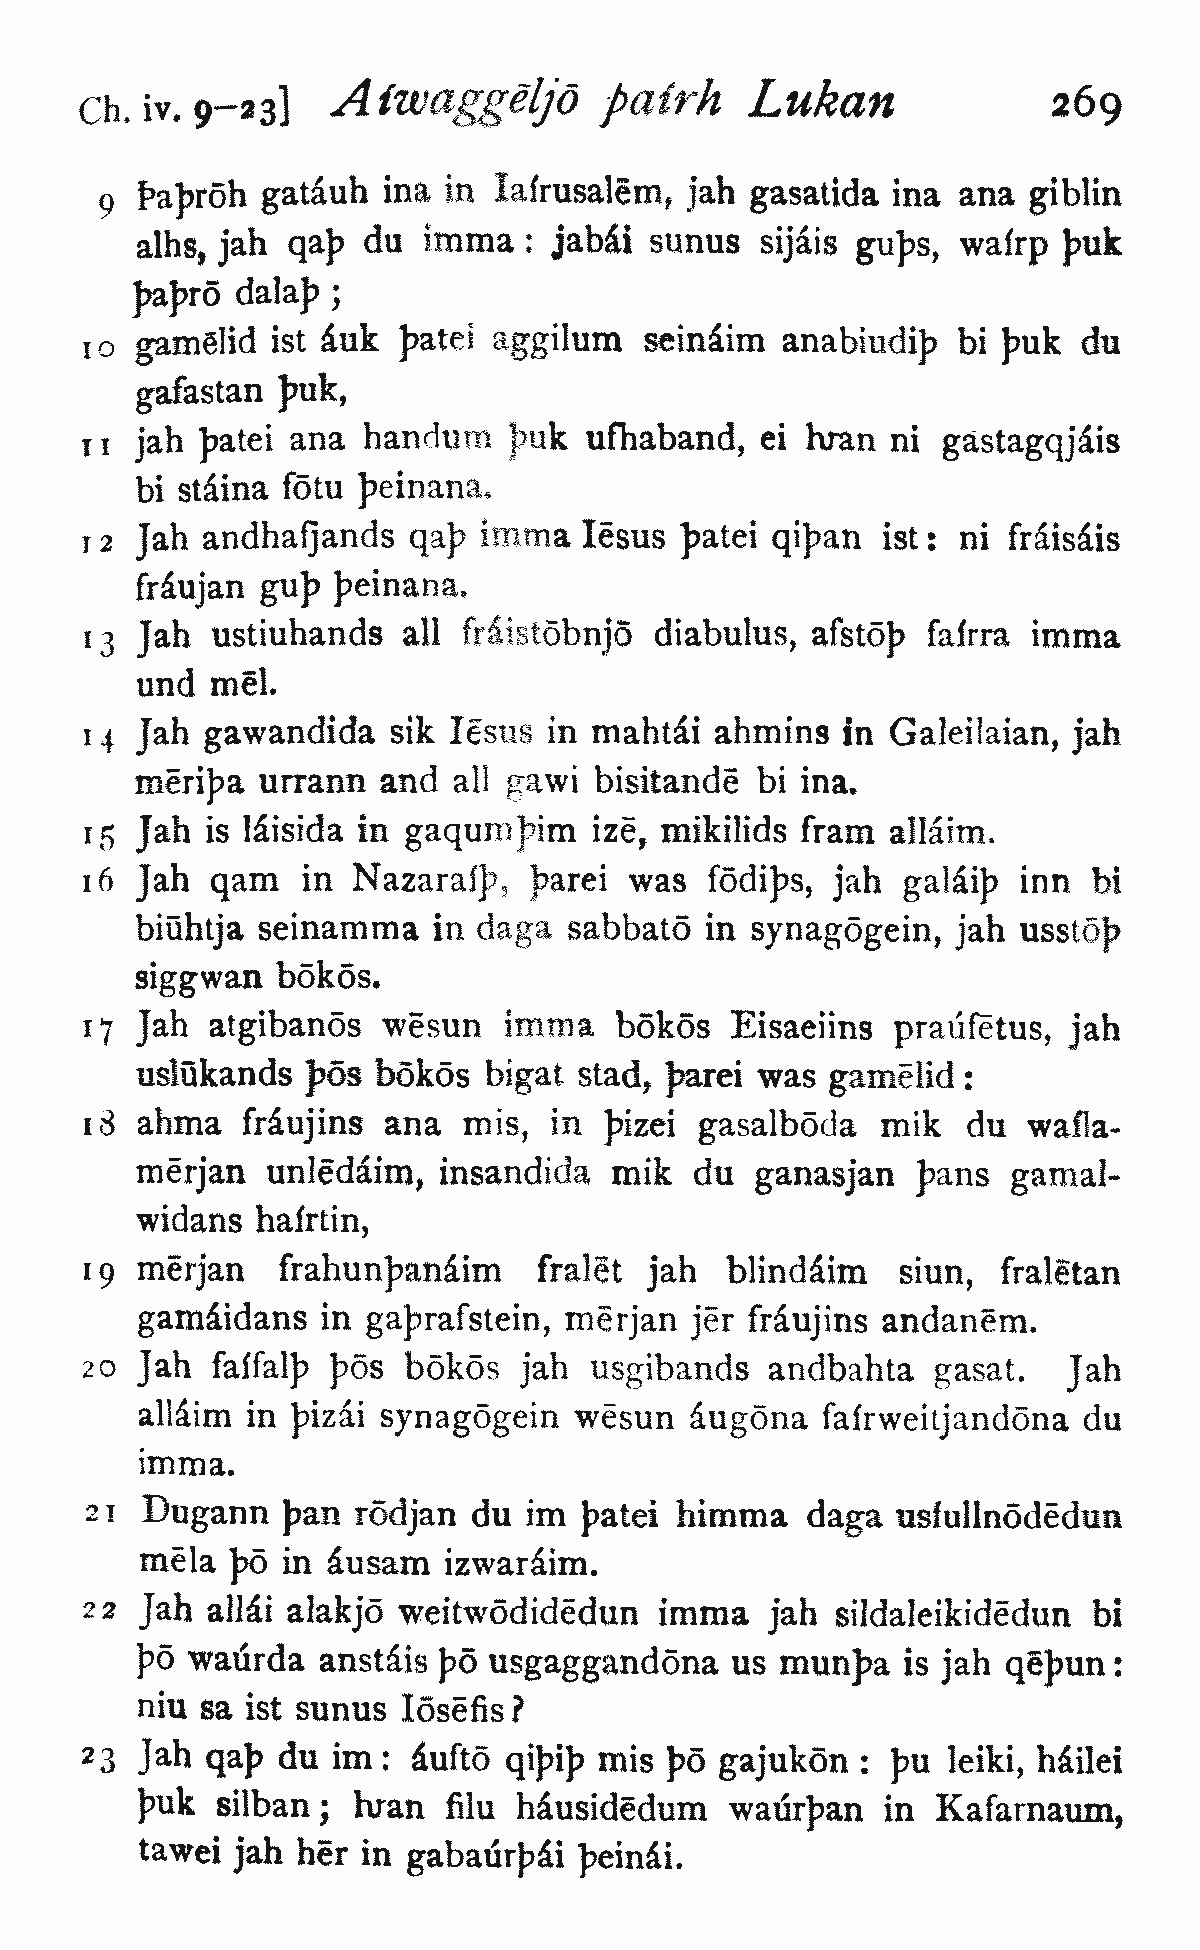 Ch. iv. 9–23] Aíwaggēljō þaírh Lukan 269
9 Þaþrōh gatáuh ina in Iaírusalēm, jah gasatida ina ana giblin
alhs, jah qaþ du imma : jabái sunus sijáis guþs, waírp þuk
þaþrō dalaþ ;
10 gamēlid ist áuk þatei aggilum seináim anabiudiþ bi þuk du
gafastan þuk,
11 jah þatei ana handum þuk ufhaband, ei ƕan ni gastagqjáis
bi stáina fōtu þeinana.
12 Jah andhafjands qaþ imma Iēsus þatei qiþan ist : ni fráisáis
fráujan guþ þeinana.
13 Jah ustiuhands all fráistōbnjō diabulus, afstōþ faírra imma
und mēl.
14 Jah gawandida sik Iēsus in mahtái ahmins in Galeilaian, jah
mēriþa urrann and all gawi bisitandē bi ina.
15 Jah is láisida in gaqumþim izē, mikilids fram alláim.
16 Jah qam in Nazaraíþ, þarei was fōdiþs, jah galáiþ inn bi
biūhtja seinamma in daga sabbatō in synagōgein, jah usstōþ
siggwan bōkōs.
17 Jah atgibanōs wēsun imma bōkōs Eisaeiins praúfētus, jah
uslūkands þōs bōkōs bigat stad, þarei was gamēlid :
18 ahma fráujins ana mis, in þizei gasalbōda mik du waíla-
mērjan unlēdáim, insandida mik du ganasjan þans gamal-
widans haírtin,
19 mērjan frahunþanáim fralēt jah blindáim siun, fralētan
gamáidans in gaþrafstein, mērjan jēr fráujins andanēm.
20 Jah faífalþ þōs bōkōs jah usgibands andbahta gasat. Jah
alláim in þizái synagōgein wēsun áugōna faírweitjandōna du
imma.
21 Dugann þan rōdjan du im þatei himma daga usfullnōdēdun
mēla þō in áusam izwaráim.
22 Jah allái alakjō weitwōdidēdun imma jah sildaleikidēdun bi
þō waúrda anstáis þō usgaggandōna us munþa is jah qēþun :
niu sa ist sunus Iōsēfis ?
23 Jah qaþ du im : áuftō qiþiþ mis þō gajukōn : þu leiki, háilei
þuk silban ; ƕan filu háusidēdum waúrþan in Kafarnaum,
tawei jah hēr in gabaúrþái þeinái.